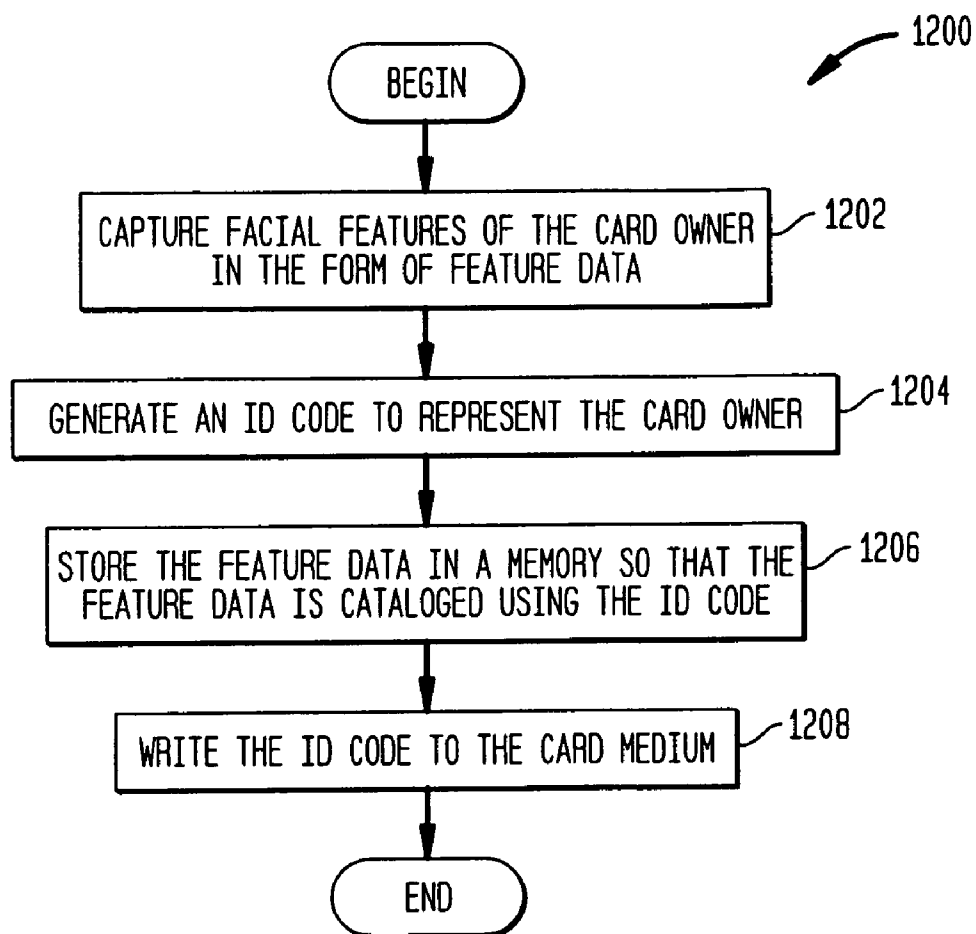 1200
BEGIN
CAPTURE FACIAL FEATURES OF THE CARD OWNER
IN THE FORM OF FEATURE DATA
1202
GENERATE AN ID CODE TO REPRESENT THE CARD OWNER
1204
STORE THE FEATURE DATA IN A MEMORY SO THAT THE
FEATURE DATA IS CATALOGED USING THE ID CODE
1206
WRITE THE ID CODE TO THE CARD MEDIUM
1208
END